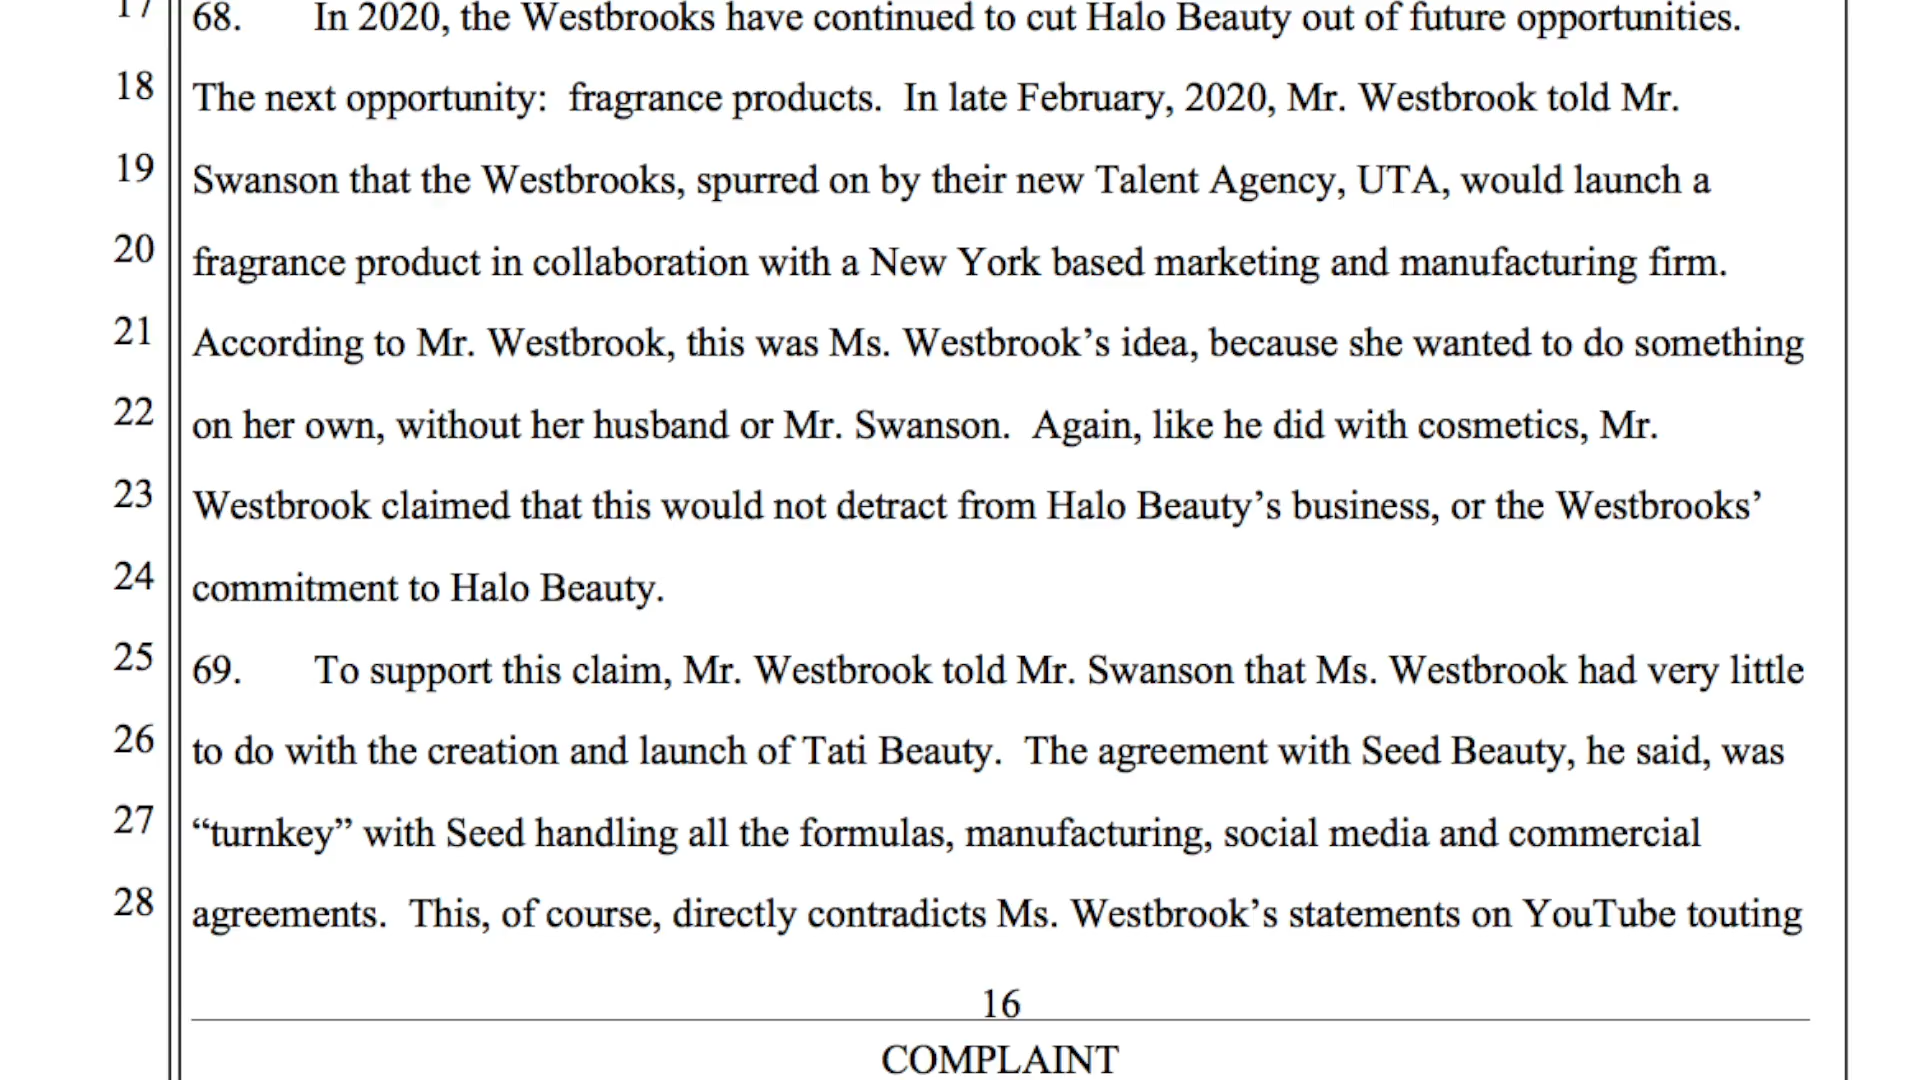 17 68. In 2020, the Westbrooks have continued to cut Halo Beauty out of future opportunities.
18 The next opportunity: fragrance products. In late February, 2020, Mr. Westbrook told Mr.
19 Swanson that the Westbrooks, spurred on by their new Talent Agency, UTA, would launch a
20 fragrance product in collaboration with a New York based marketing and manufacturing firm.
21 According to Mr. Westbrook, this was Ms. Westbrook’s idea, because she wanted to do something
22 on her own, without her husband or Mr. Swanson. Again, like he did with cosmetics, Mr.
23 Westbrook claimed that this would not detract from Halo Beauty’s business, or the Westbrooks’
24 commitment to Halo Beauty.
25 69. To support this claim, Mr. Westbrook told Mr. Swanson that Ms. Westbrook had very little
26 to do with the creation and launch of Tati Beauty. The agreement with Seed Beauty, he said, was
27 “turnkey” with Seed handling all the formulas, manufacturing, social media and commercial
28 agreements. This, of course, directly contradicts Ms. Westbrook’s statements on YouTube touting
16
COMPLAINT